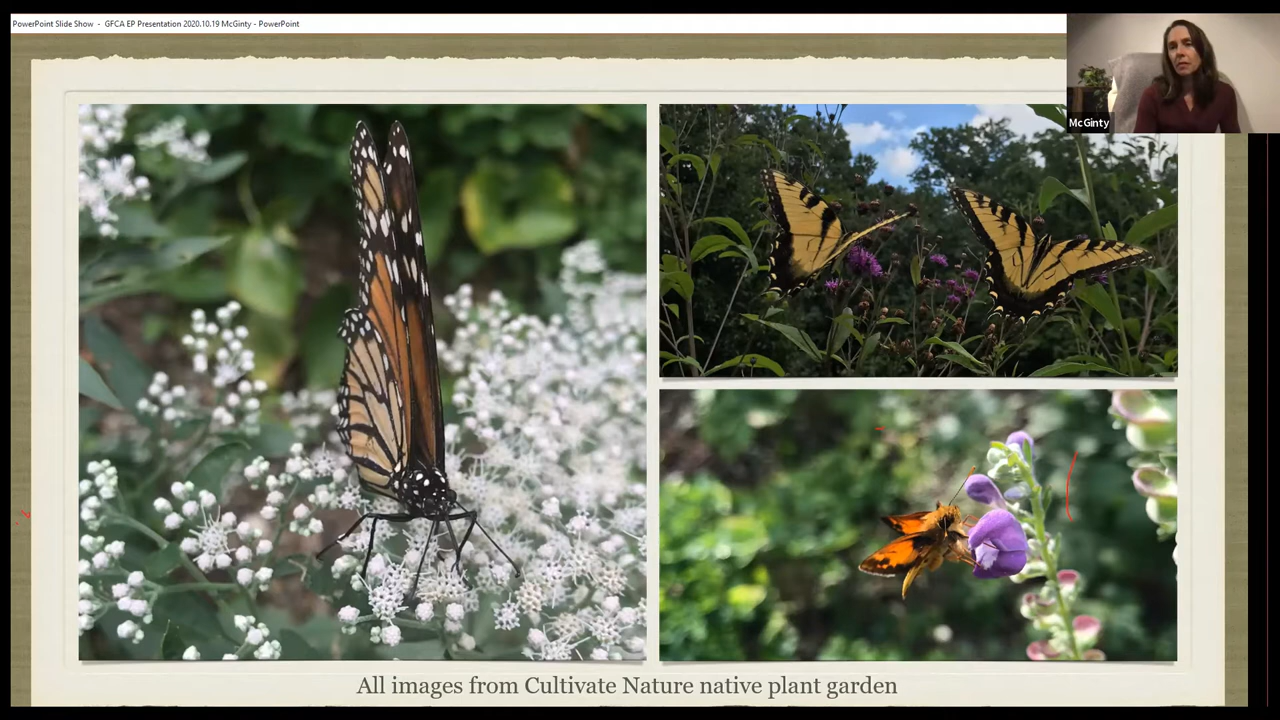 PowerPoint Slide Show - GFCA EP Presentation 2020.10.19 McGinty - PowerPoint
McGinty
All images from Cultivate Nature native plant garden